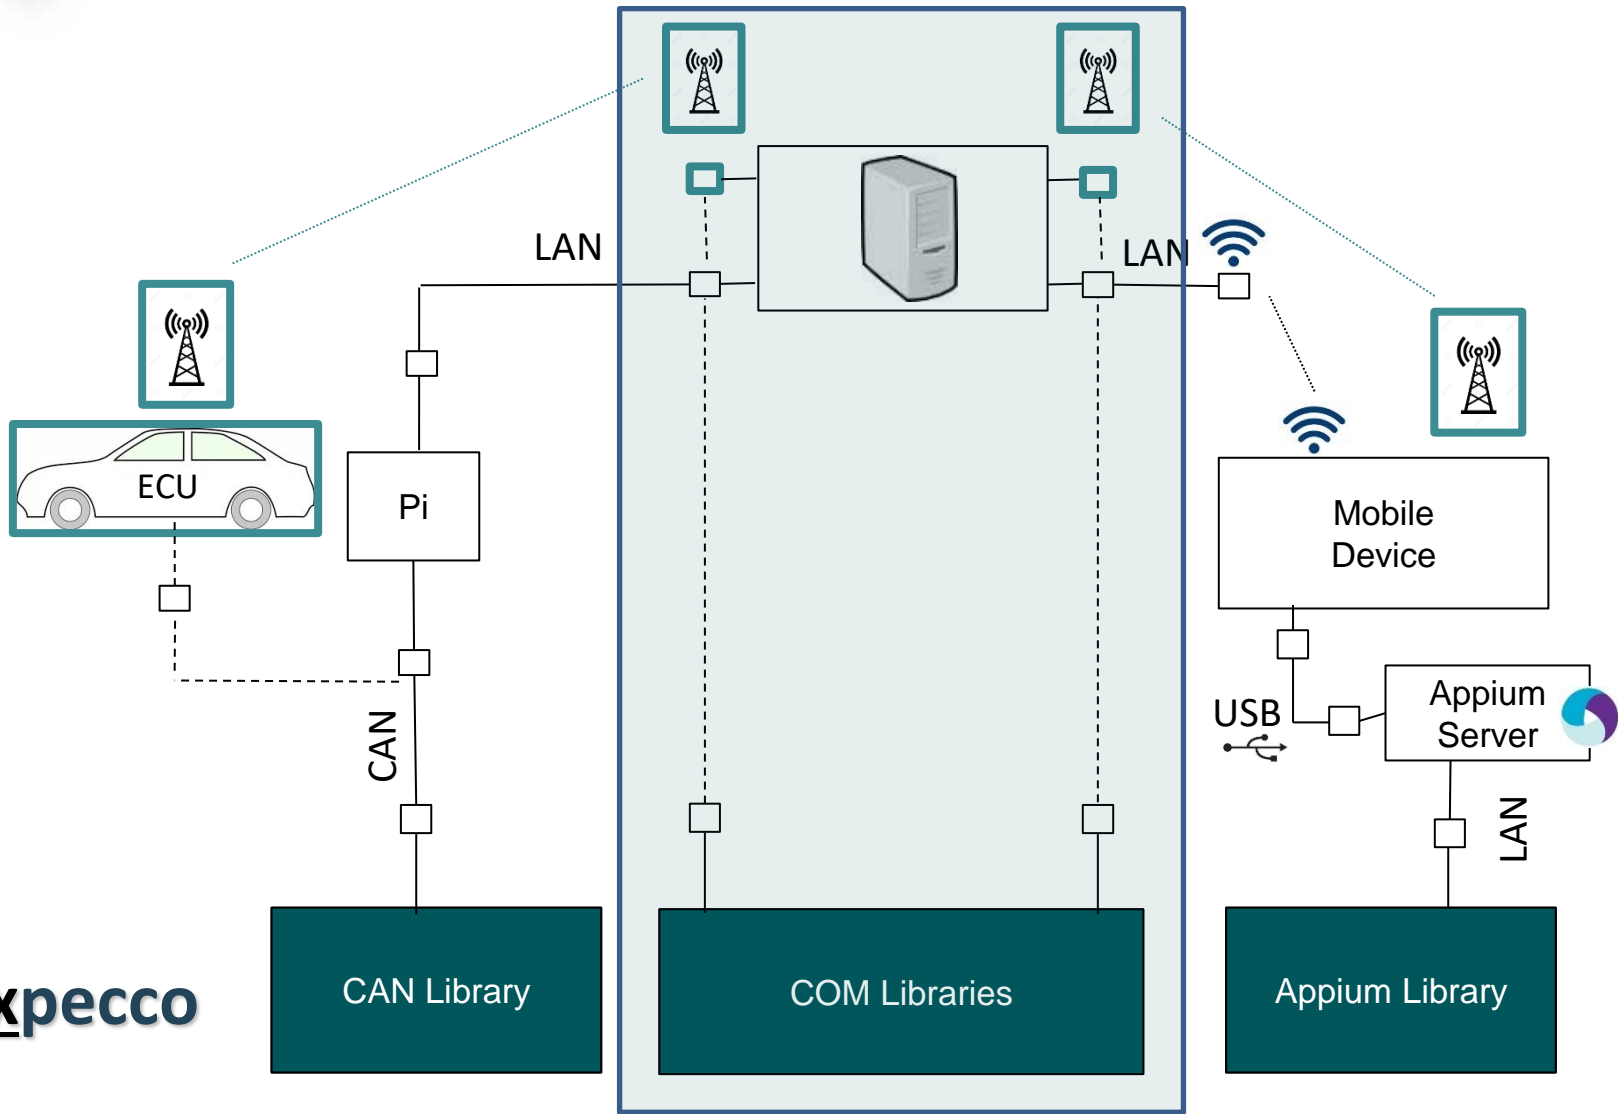 LAN
LAN
ECU
Pi
Mobile
Device
CAN
USB
Appium
Server
LAN
CAN Library
COM Libraries
Appium Library
xpecco